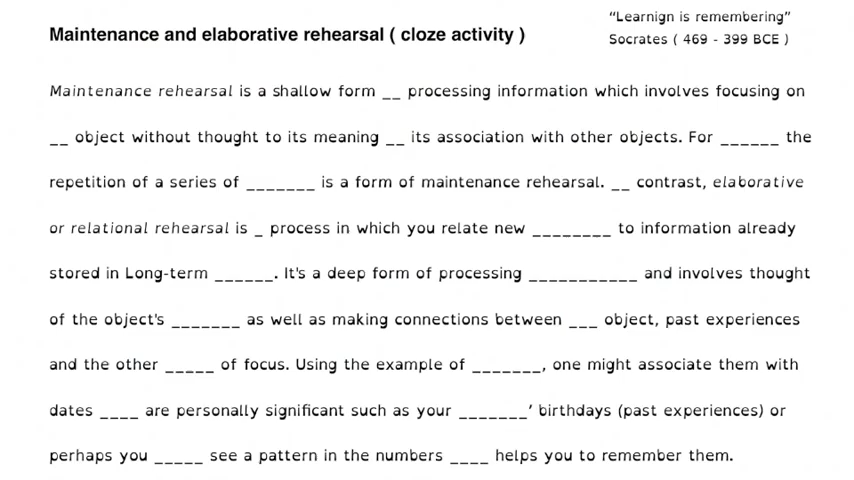 "Learnign is remembering"
Maintenance and elaborative rehearsal ( cloze activity )
Socrates ( 469 - 399 BCE )
Maintenance rehearsal is a shallow form __ processing information which involves focusing on
__ object without thought to its meaning __ its association with other objects. For ______ the
repetition of a series of _______ is a form of maintenance rehearsal. __ contrast, elaborative
or relational rehearsal is _ process in which you relate new ________ to information already
stored in Long-term ______. It's a deep form of processing ___________ and involves thought
of the object's _______ as well as making connections between ___ object, past experiences
and the other _____ of focus. Using the example of _______, one might associate them with
dates ____ are personally significant such as your _______' birthdays (past experiences) or
perhaps you _____ see a pattern in the numbers ____ helps you to remember them.